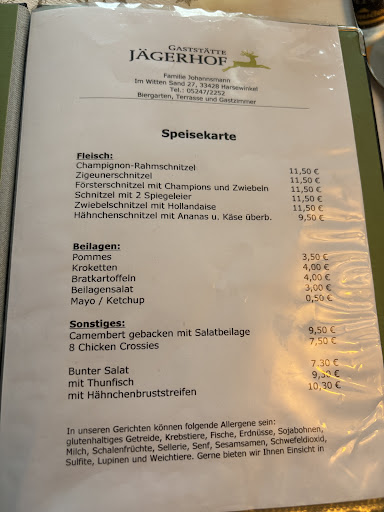 GASTSTÄTTE
JÄGERHOF
Familie Johannsmann
Im Witten Sand 27, 33428 Harsewinkel
Tel.: 05247/2252
Biergarten, Terrasse und Gastzimmer
Speisekarte
Fleisch:
Champignon-Rahmschnitzel 11,50 €
Zigeunerschnitzel 11,50 €
Försterschnitzel mit Champions und Zwiebeln 11,50 €
Schnitzel mit 2 Spiegeleier 11,50 €
Zwiebelschnitzel mit Hollandaise 11,50 €
Hähnchenschnitzel mit Ananas u. Käse überb. 9,50 €
Beilagen:
Pommes 3,50 €
Kroketten 4,00 €
Bratkartoffeln 4,00 €
Beilagensalat 3,00 €
Mayo / Ketchup 0,50 €
Sonstiges:
Camembert gebacken mit Salatbeilage 9,50 €
8 Chicken Crossies 7,50 €
Bunter Salat 7,30 €
mit Thunfisch 9,30 €
mit Hähnchenbruststreifen 10,30 €
In unseren Gerichten können folgende Allergene sein:
glutenhaltiges Getreide, Krebstiere, Fische, Erdnüsse, Sojabohnen,
Milch, Schalenfrüchte, Sellerie, Senf, Sesamsamen, Schwefeldioxid,
Sulfite, Lupinen und Weichtiere. Gerne bieten wir Ihnen Einsicht in